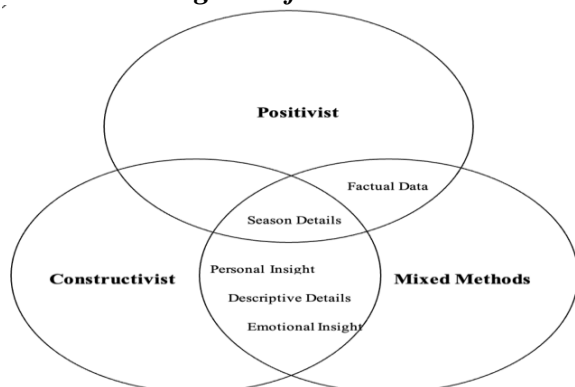 Positivist
Factual Data
Season Details
Personal Insight
Constructivist
Mixed Methods
Descriptive Details
Emotional Insight